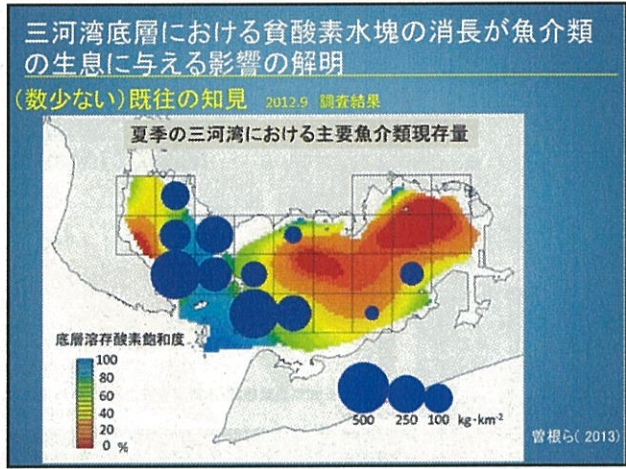 三河湾底層における貧酸素水塊の消長が魚介類
の生息に与える影響の解明
(数少ない)既往の知見 2012.9 調査結果
夏季の三河湾における主要魚介類現存量
底層溶存酸素飽和度
100
80
60
40
20
0 %
500 250 100 kg・km⁻²
曽根ら(2013)